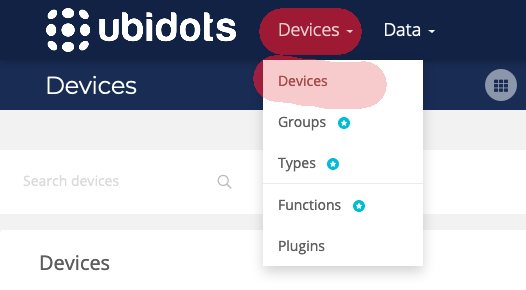 ubidots
Devices
Data
Devices
Devices
Groups
Types
Search devices
Functions
Plugins
Devices